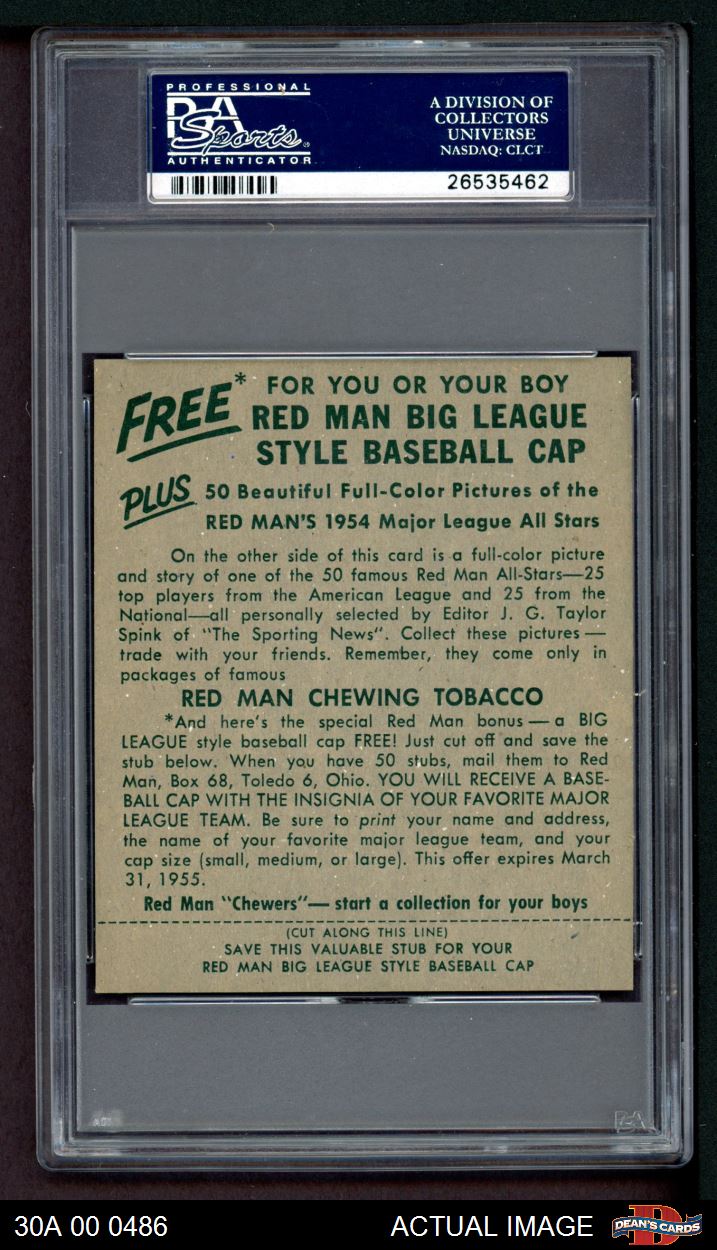 PROFESSIONAL
PSA
Sports
AUTHENTICATOR
A DIVISION OF
COLLECTORS
UNIVERSE
NASDAQ: CLCT
26535462
FREE* FOR YOU OR YOUR BOY
RED MAN BIG LEAGUE
STYLE BASEBALL CAP
PLUS 50 Beautiful Full-Color Pictures of the
RED MAN'S 1954 Major League All Stars
On the other side of this card is a full-color picture
and story of one of the 50 famous Red Man All-Stars—25
top players from the American League and 25 from the
National—all personally selected by Editor J. G. Taylor
Spink of "The Sporting News". Collect these pictures —
trade with your friends. Remember, they come only in
packages of famous
RED MAN CHEWING TOBACCO
*And here's the special Red Man bonus — a BIG
LEAGUE style baseball cap FREE! Just cut off and save the
stub below. When you have 50 stubs, mail them to Red
Man, Box 68, Toledo 6, Ohio. YOU WILL RECEIVE A BASE-
BALL CAP WITH THE INSIGNIA OF YOUR FAVORITE MAJOR
LEAGUE TEAM. Be sure to print your name and address,
the name of your favorite major league team, and your
cap size (small, medium, or large). This offer expires March
31, 1955.
Red Man "Chewers"— start a collection for your boys
(CUT ALONG THIS LINE)
SAVE THIS VALUABLE STUB FOR YOUR
RED MAN BIG LEAGUE STYLE BASEBALL CAP
PSA
30A 00 0486
ACTUAL IMAGE
D
DEAN'S CARDS